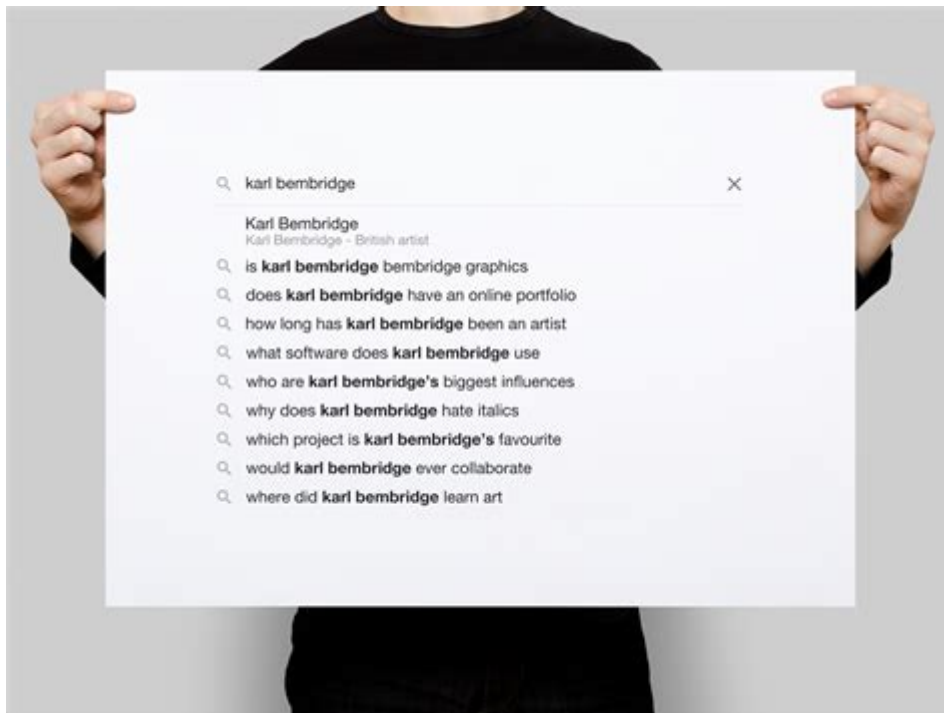 karl bembridge
Karl Bembridge
Karl Bembridge - British artist
is karl bembridge bembridge graphics
does karl bembridge have an online portfolio
how long has karl bembridge been an artist
what software does karl bembridge use
who are karl bembridge's biggest influences
why does karl bembridge hate italics
which project is karl bembridge's favourite
would karl bembridge ever collaborate
where did karl bembridge learn art